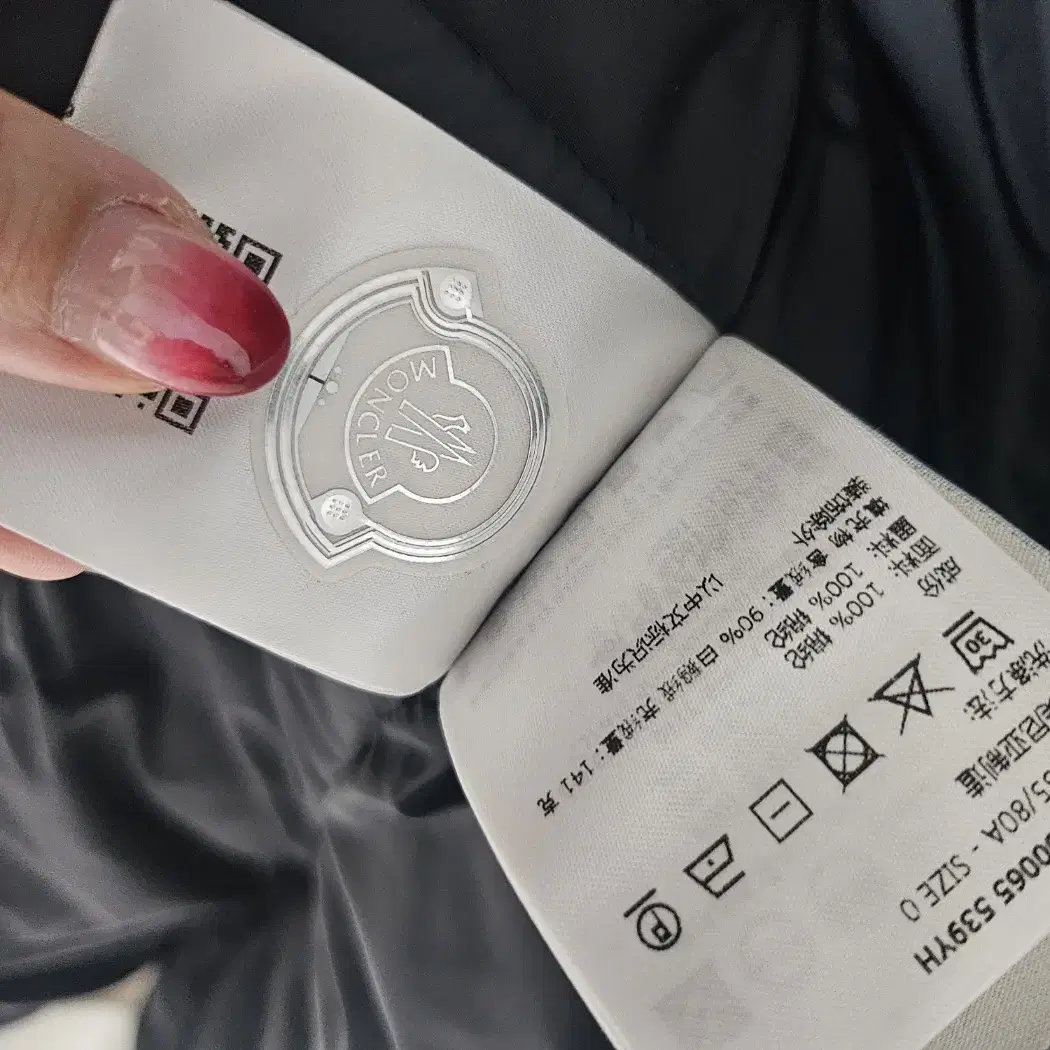 MONCLER
00065 539YH
65/80A - SIZE 0
尼亚制造
洗涤方法:
30
P
成份
面料: 100% 锦纶
里料: 100% 锦纶
填充物 含绒量: 90% 白鹅绒 充绒量: 141 克
装饰除外
以中文标识为准